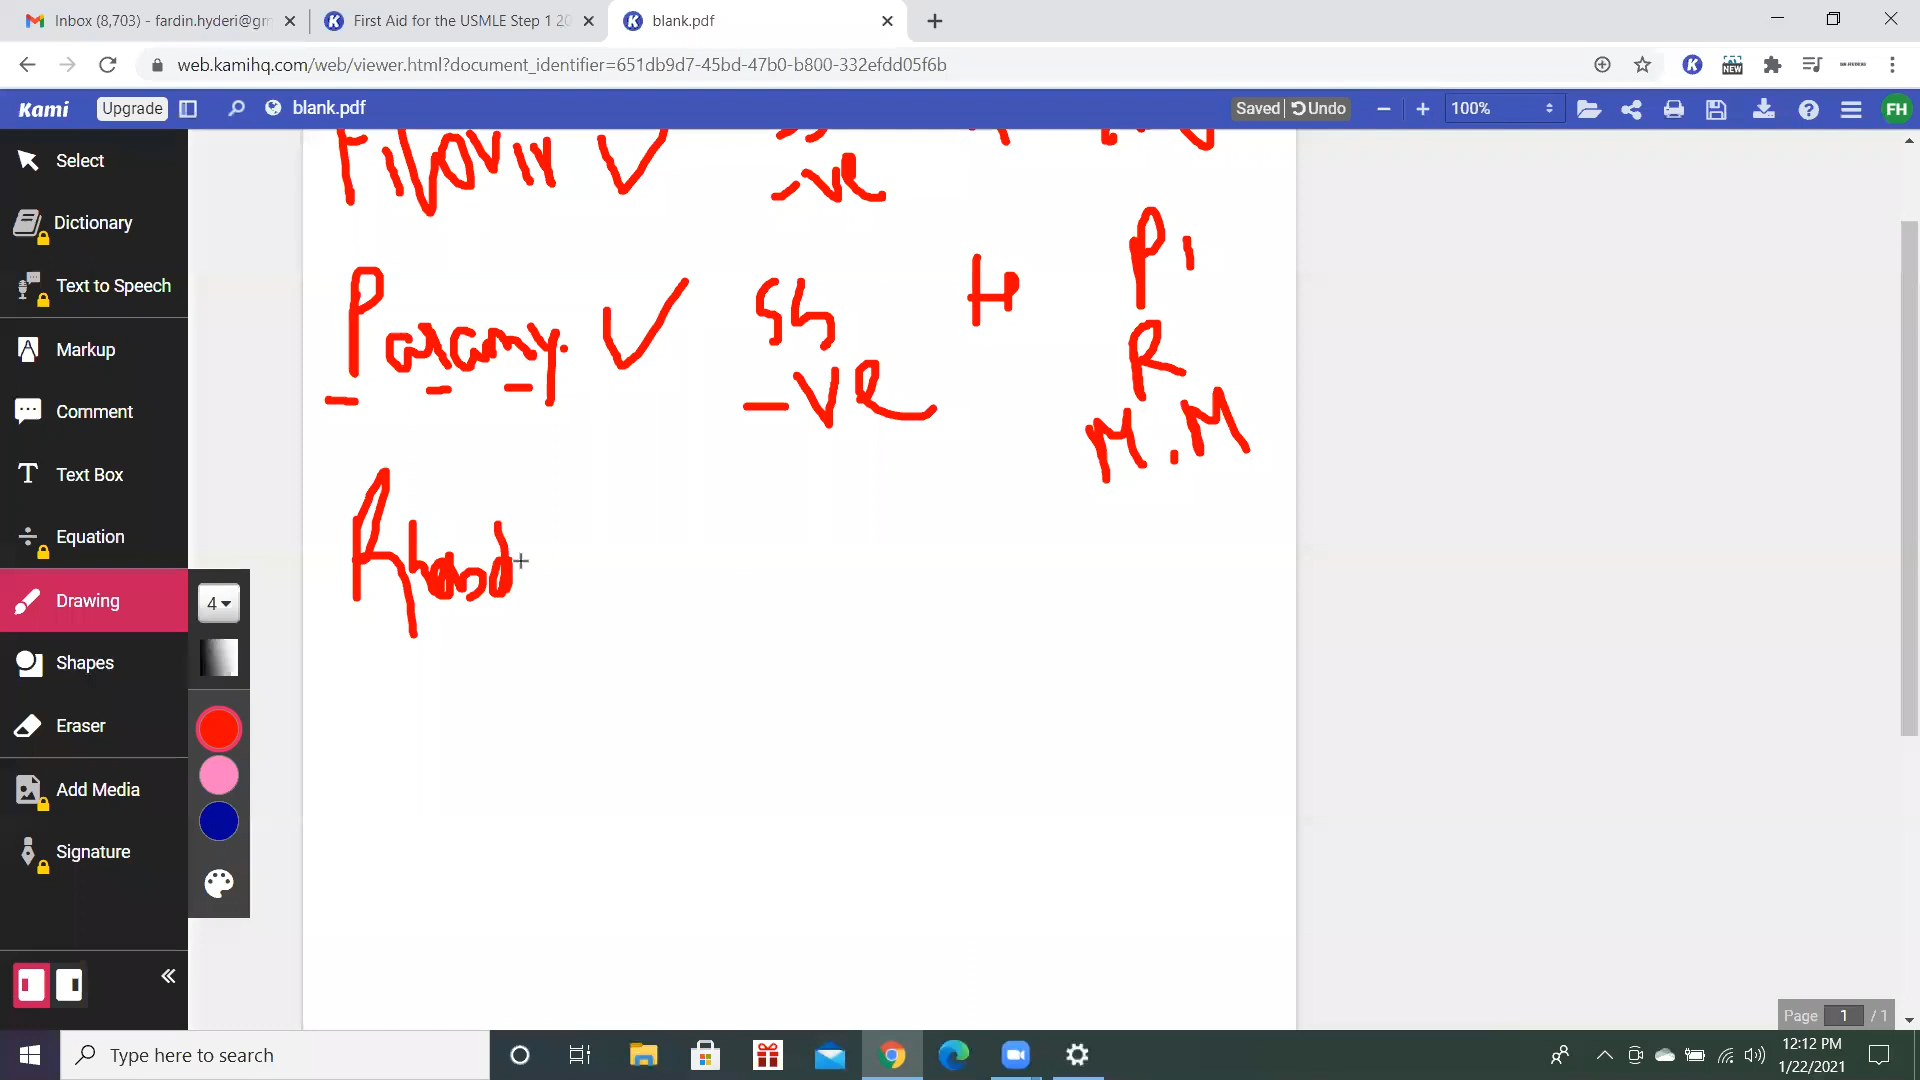 Inbox (8,703) - fardin.hyderi@gm
First Aid for the USMLE Step 1 20
blank.pdf
web.kamihq.com/web/viewer.html?document_identifier=651db9d7-45bd-47b0-b800-332efdd05f6b
NEW
Kami
Upgrade
blank.pdf
Saved
Undo
100%
FH
Select
Dictionary
Text to Speech
Markup
Comment
Text Box
Equation
Drawing
Shapes
Eraser
Add Media
Signature
4
-ve
Paramy. SS H PI
-ve R
M.M
Rhabd
Page 1 / 1
Type here to search
12:12 PM
1/22/2021